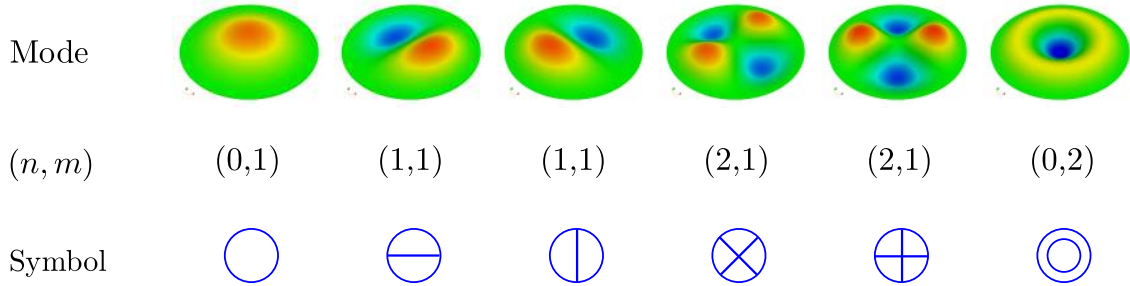 Mode
(n, m) (0,1) (1,1) (1,1) (2,1) (2,1) (0,2)
Symbol